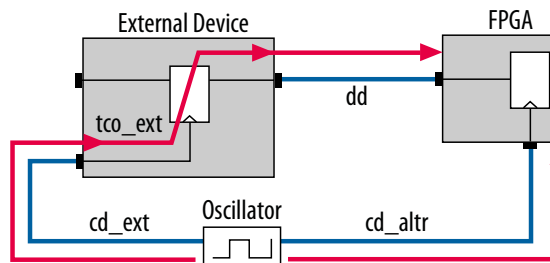 External Device
FPGA
dd
tco_ext
cd_ext
Oscillator
cd_altr